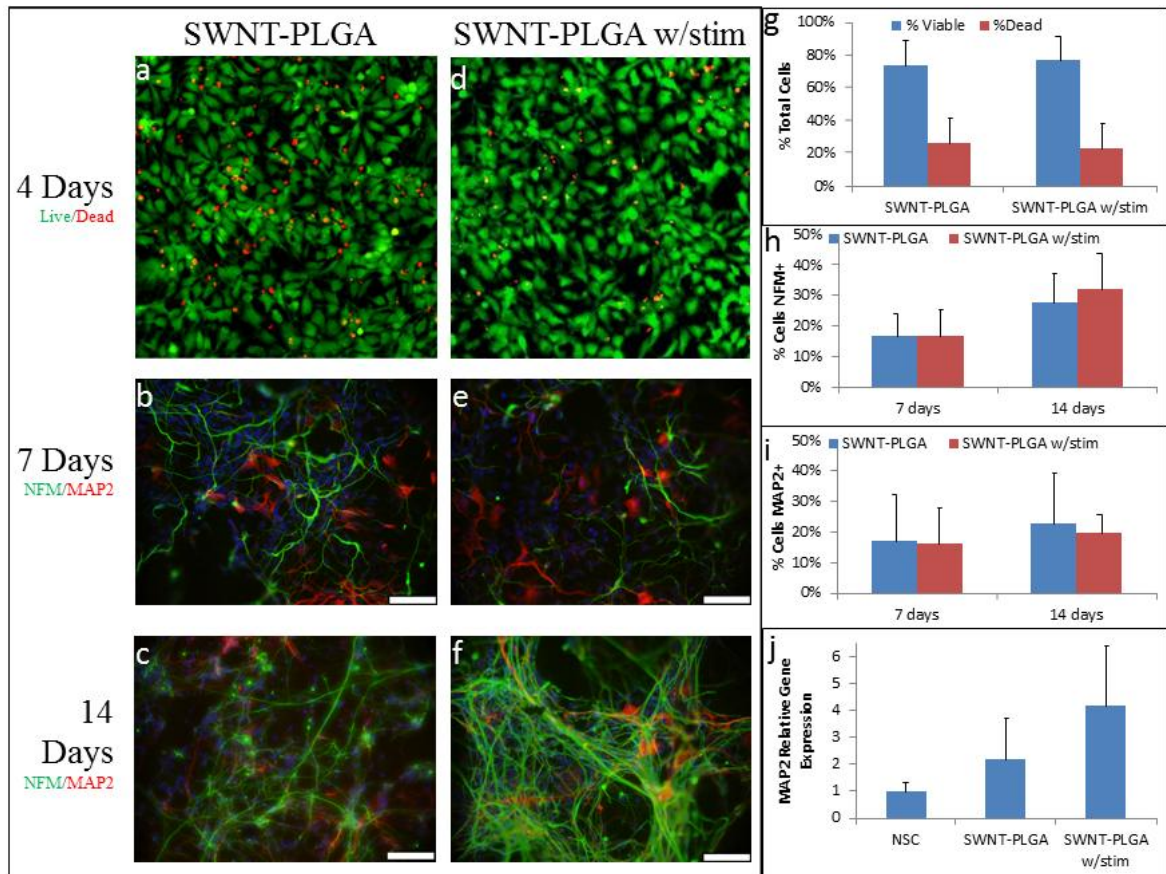 SWNT-PLGA
SWNT-PLGA w/stim
4 Days
Live/Dead
a
d
7 Days
NFM/MAP2
b
e
14
Days
NFM/MAP2
c
f
g
% Viable
%Dead
100%
80%
60%
40%
20%
0%
% Total Cells
SWNT-PLGA
SWNT-PLGA w/stim
h
SWNT-PLGA
SWNT-PLGA w/stim
50%
40%
30%
20%
10%
0%
% Cells NFM+
7 days
14 days
i
SWNT-PLGA
SWNT-PLGA w/stim
50%
40%
30%
20%
10%
0%
% Cells MAP2+
7 days
14 days
j
6
5
4
3
2
1
0
MAP2 Relative Gene
Expression
NSC
SWNT-PLGA
SWNT-PLGA
w/stim